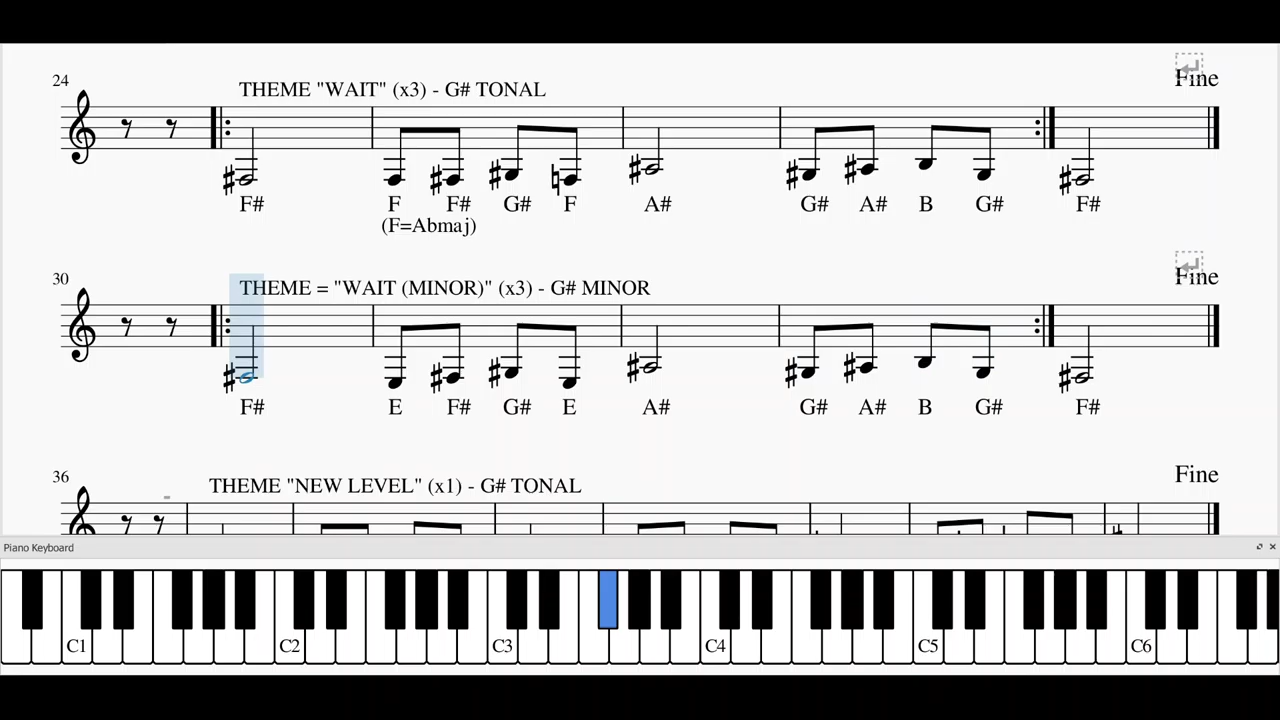 24
THEME "WAIT" (x3) - G# TONAL
Fine
F# F F# G# F A# G# A# B G# F#
(F=Abmaj)
30
THEME = "WAIT (MINOR)" (x3) - G# MINOR
Fine
F# E F# G# E A# G# A# B G# F#
36
THEME "NEW LEVEL" (x1) - G# TONAL
Fine
Piano Keyboard
C1 C2 C3 C4 C5 C6